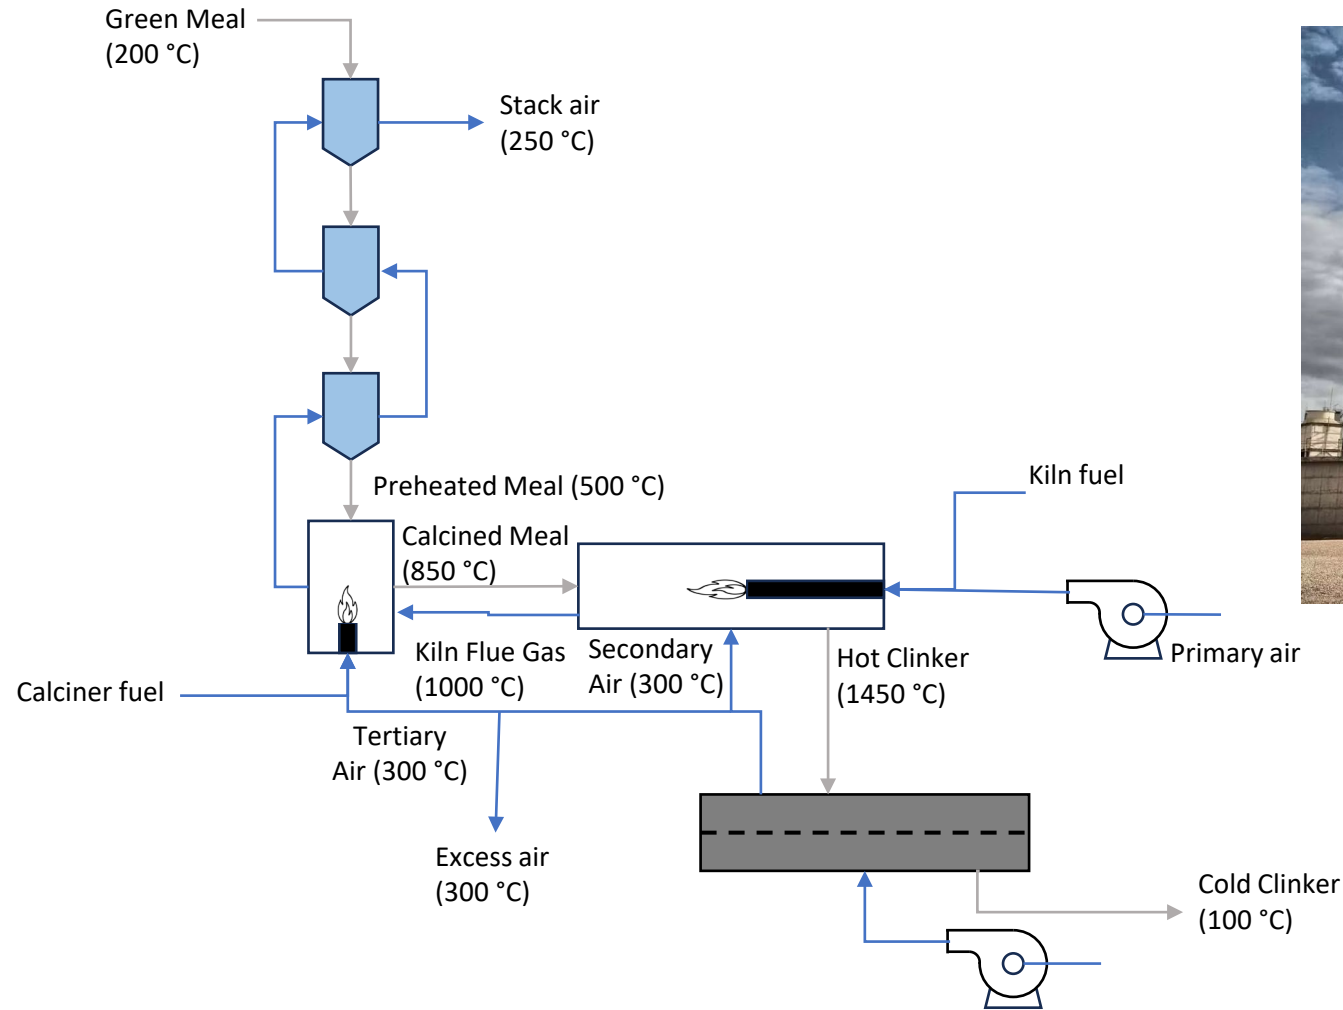 Green Meal
(200 °C)
Stack air
(250 °C)
Preheated Meal (500 °C)
Kiln fuel
Calcined Meal
(850 °C)
Kiln Flue Gas
(1000 °C)
Secondary
Air (300 °C)
Hot Clinker
(1450 °C)
Primary air
Calciner fuel
Tertiary
Air (300 °C)
Excess air
(300 °C)
Cold Clinker
(100 °C)